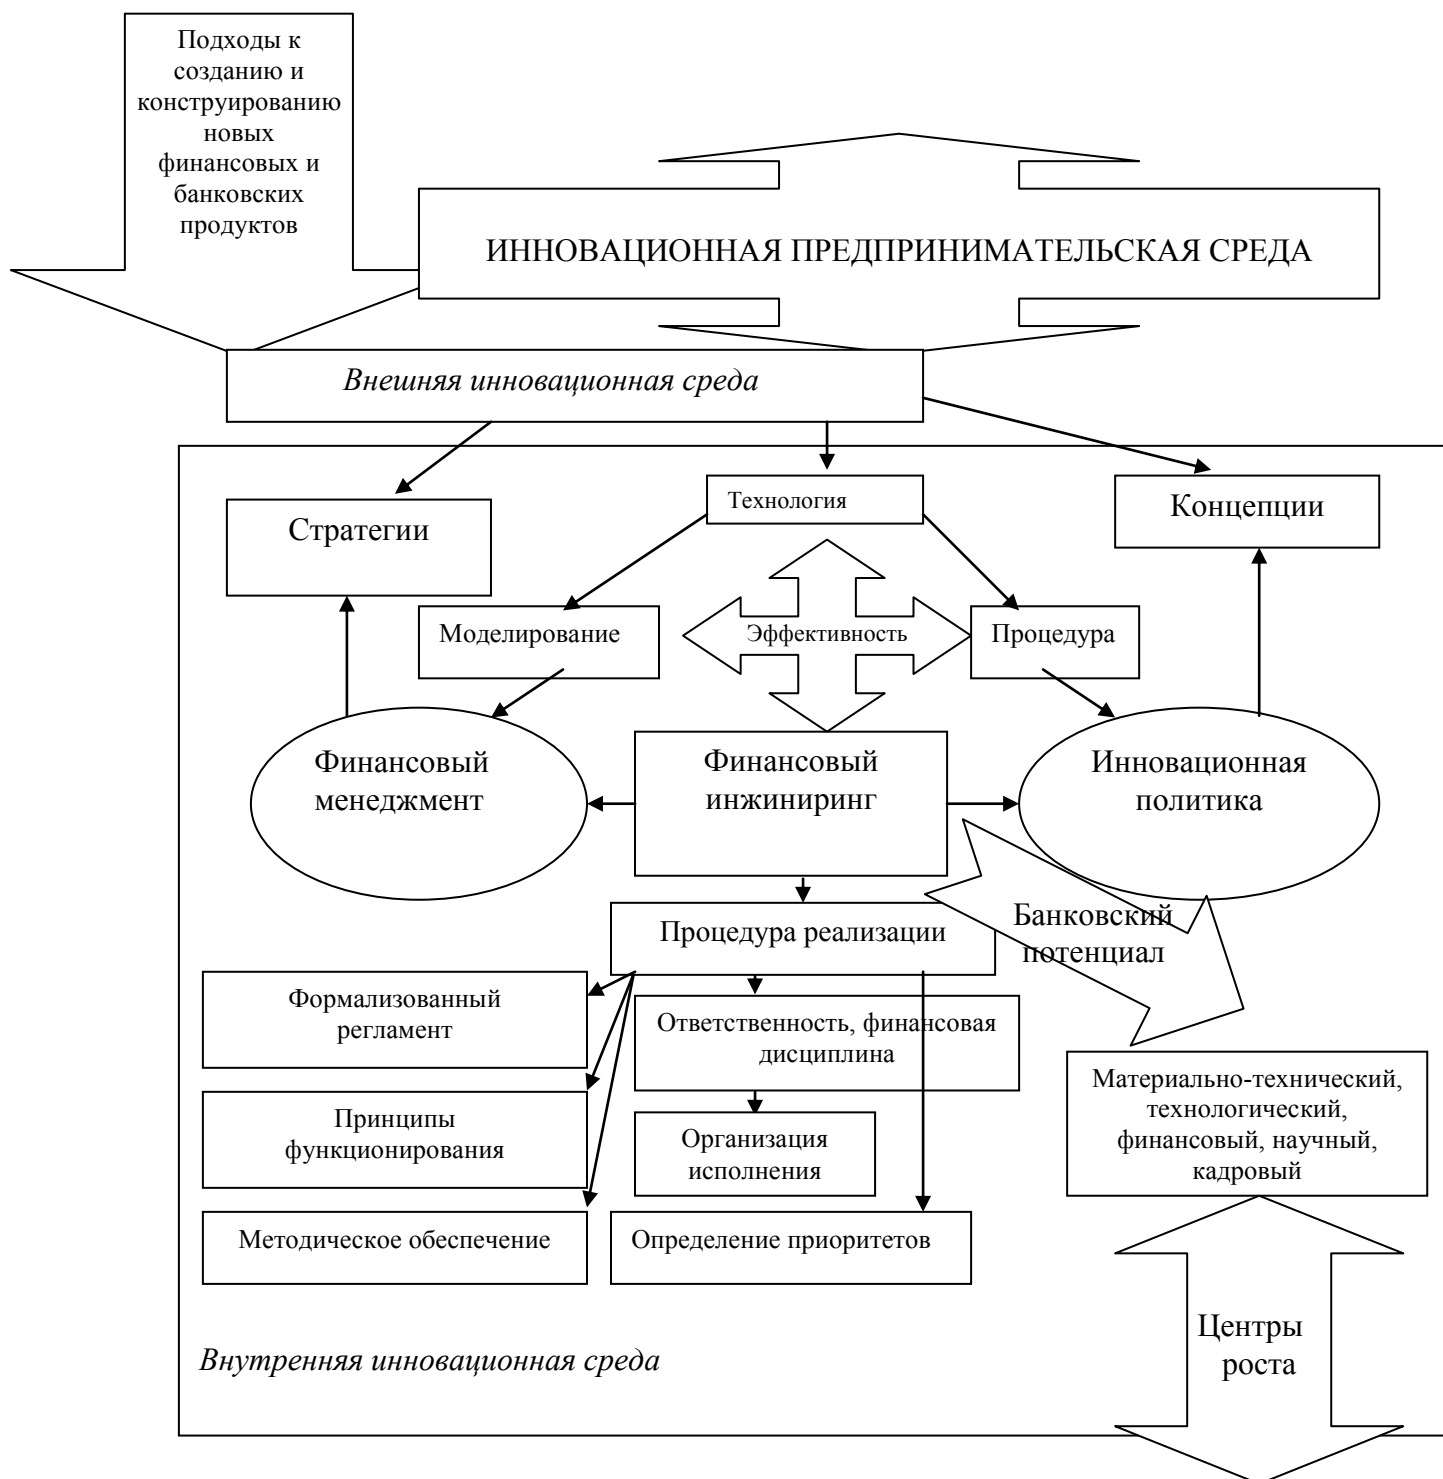 Подходы к
созданию и
конструированию
новых
финансовых и
банковских
продуктов
ИННОВАЦИОННАЯ ПРЕДПРИНИМАТЕЛЬСКАЯ СРЕДА
Внешняя инновационная среда
Стратегии
Технология
Концепции
Моделирование
Эффективность
Процедура
Финансовый
менеджмент
Финансовый
инжиниринг
Инновационная
политика
Банковский
потенциал
Процедура реализации
Формализованный
регламент
Ответственность, финансовая
дисциплина
Принципы
функционирования
Организация
исполнения
Материально-технический,
технологический,
финансовый, научный,
кадровый
Методическое обеспечение
Определение приоритетов
Центры
роста
Внутренняя инновационная среда